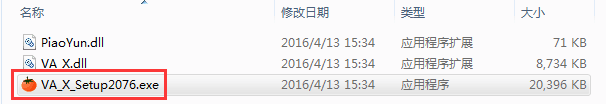 名称 修改日期 类型 大小
PiaoYun.dll 2016/4/13 15:34 应用程序扩展 71 KB
VA_X.dll 2016/4/13 15:34 应用程序扩展 8,734 KB
VA_X_Setup2076.exe 2016/4/13 15:34 应用程序 20,396 KB